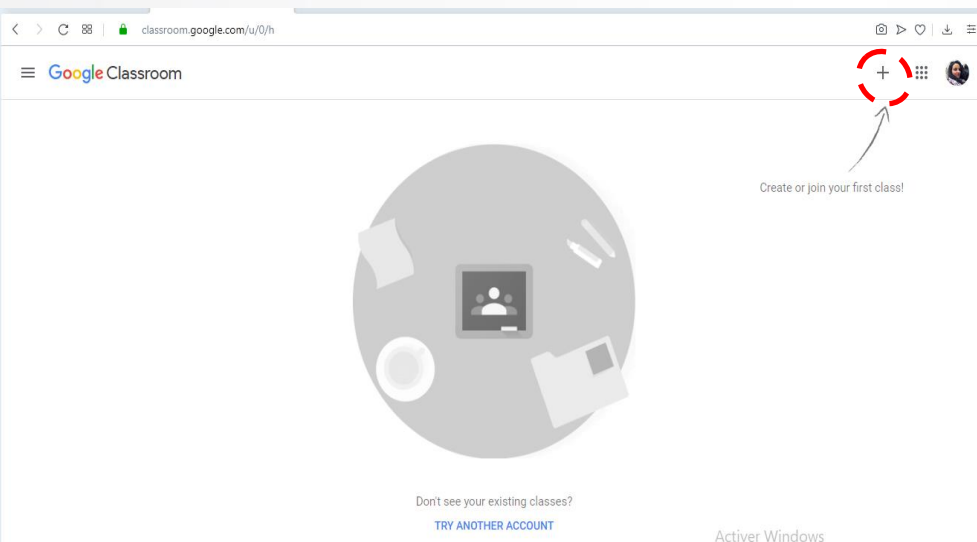 classroom.google.com/u/0/h
Google Classroom
Create or join your first class!
Don't see your existing classes?
TRY ANOTHER ACCOUNT
Activer Windows